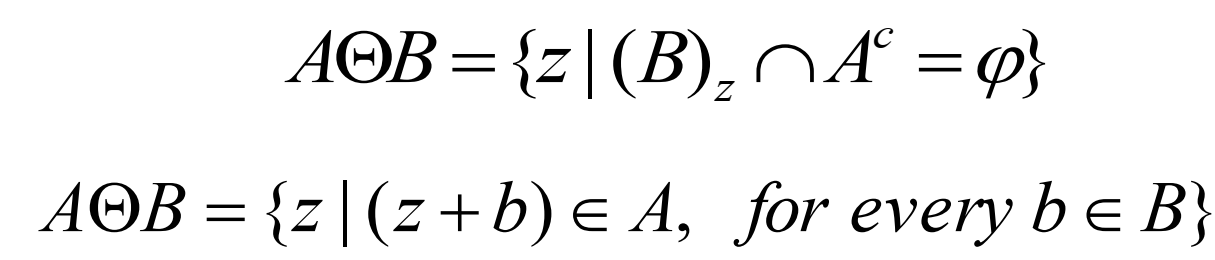 AΘB = {z | (B)_z ∩ A^c = φ}
AΘB = {z | (z + b) ∈ A, for every b ∈ B}